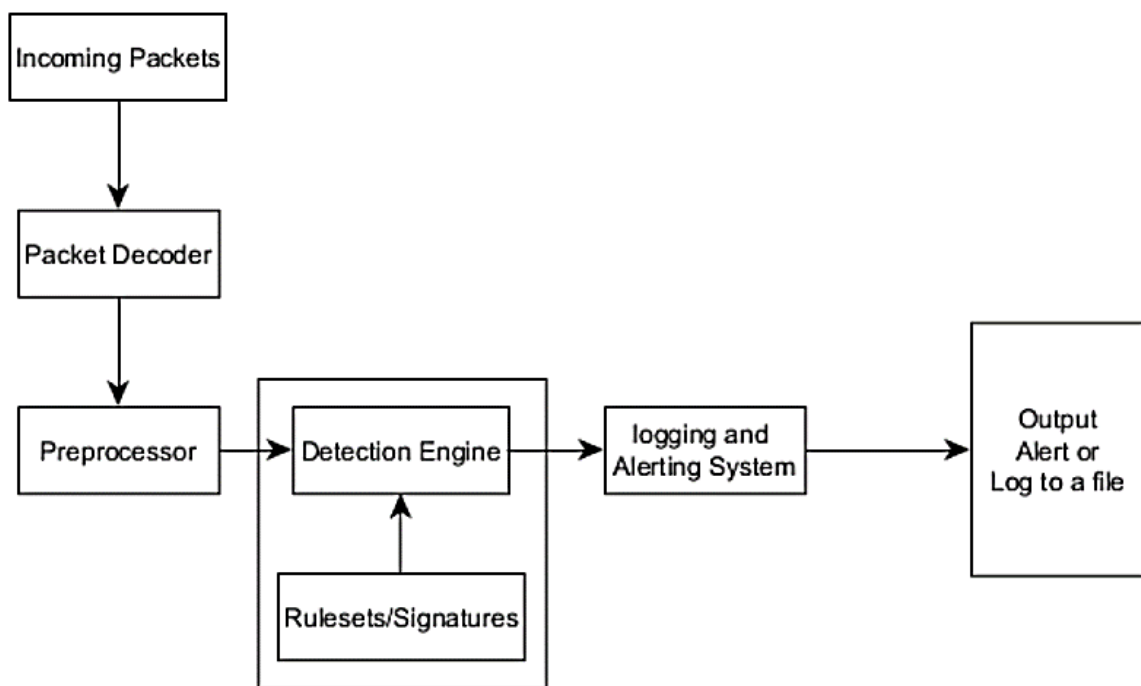 Incoming Packets
Packet Decoder
Preprocessor
Detection Engine
Rulesets/Signatures
logging and
Alerting System
Output
Alert or
Log to a file